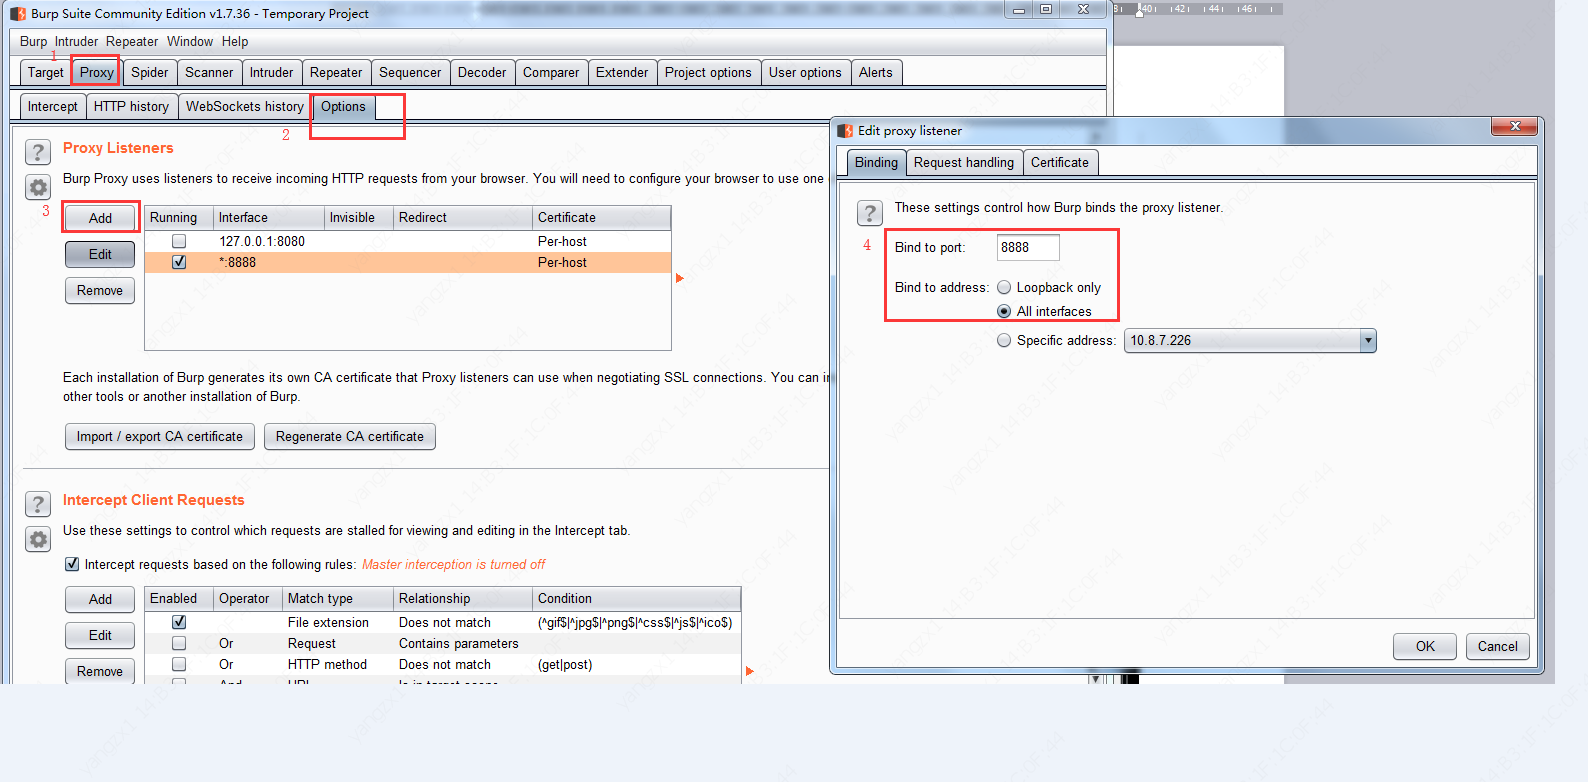 Burp Suite Community Edition v1.7.36 - Temporary Project
Burp Intruder Repeater Window Help
1
Target Proxy Spider Scanner Intruder Repeater Sequencer Decoder Comparer Extender Project options User options Alerts
Intercept HTTP history WebSockets history Options
2
Proxy Listeners
Burp Proxy uses listeners to receive incoming HTTP requests from your browser. You will need to configure your browser to use one
3
Add
Edit
Remove
Running Interface Invisible Redirect Certificate
127.0.0.1:8080 Per-host
*:8888 Per-host
Each installation of Burp generates its own CA certificate that Proxy listeners can use when negotiating SSL connections. You can
other tools or another installation of Burp.
Import / export CA certificate Regenerate CA certificate
Intercept Client Requests
Use these settings to control which requests are stalled for viewing and editing in the Intercept tab.
Intercept requests based on the following rules: Master interception is turned off
Add
Edit
Remove
Enabled Operator Match type Relationship Condition
File extension Does not match (^gif$|^jpg$|^png$|^css$|^js$|^ico$)
Or Request Contains parameters
Or HTTP method Does not match (get|post)
And URL Is in target scope
Edit proxy listener
Binding Request handling Certificate
These settings control how Burp binds the proxy listener.
4
Bind to port: 8888
Bind to address: Loopback only
All interfaces
Specific address: 10.8.7.226
OK Cancel
40 42 44 46
yangzx1 14:B3:1F:1C:0F:44